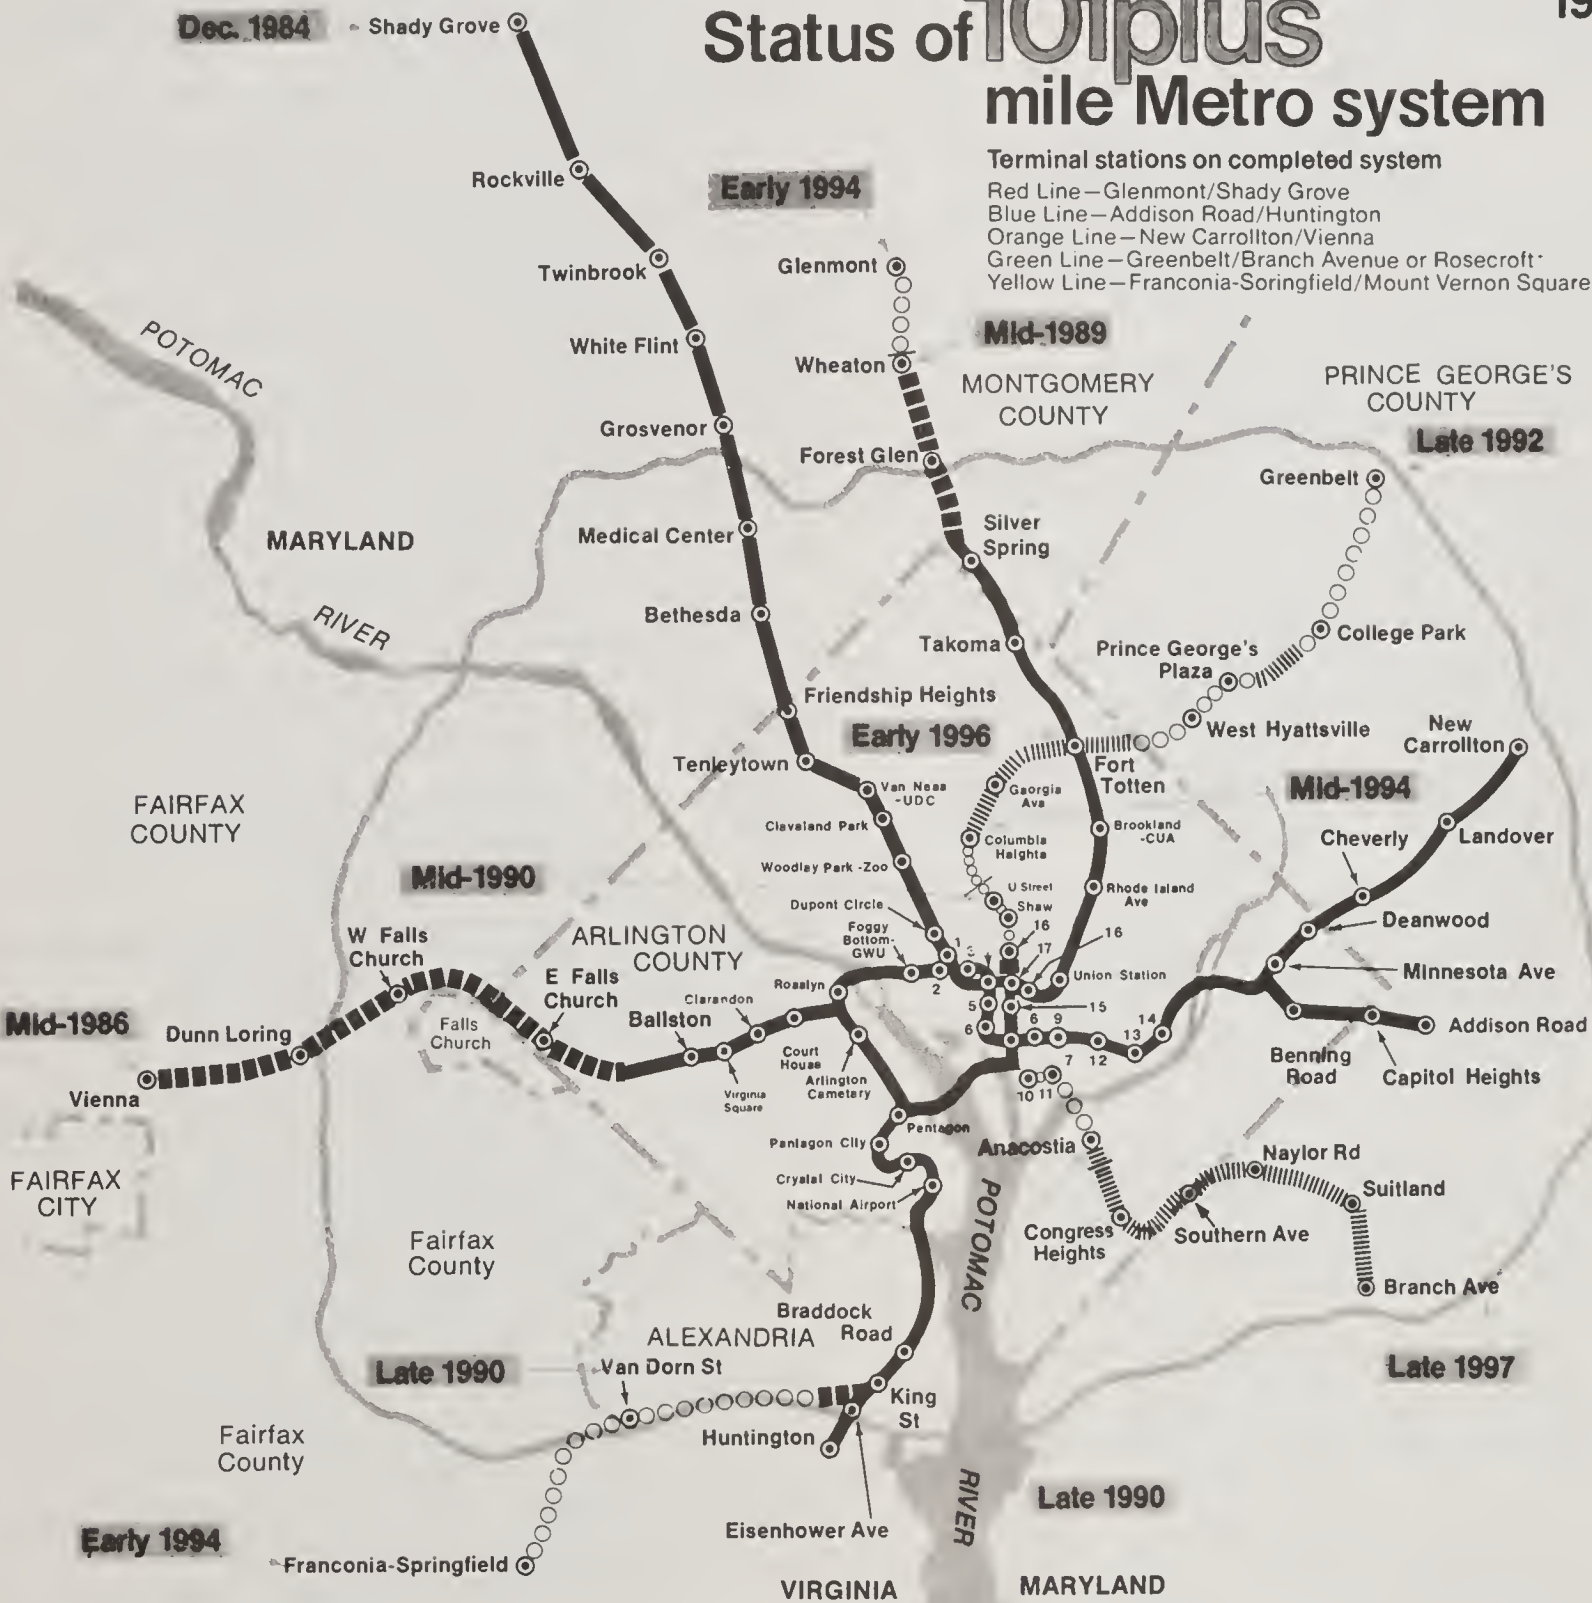 Status of 101plus
mile Metro system
Terminal stations on completed system
Red Line—Glenmont/Shady Grove
Blue Line—Addison Road/Huntington
Orange Line—New Carrollton/Vienna
Green Line—Greenbelt/Branch Avenue or Rosecroft
Yellow Line—Franconia-Soringfield/Mount Vernon Square
Dec. 1984
Shady Grove
Rockville
Early 1994
Twinbrook
Glenmont
POTOMAC
White Flint
Mid-1989
Wheaton
MONTGOMERY
COUNTY
PRINCE GEORGE'S
COUNTY
Grosvenor
Forest Glen
Late 1992
Greenbelt
MARYLAND
Medical Center
Silver
Spring
RIVER
Bethesda
Takoma
College Park
Prince George's
Plaza
Friendship Heights
West Hyattsville
New
Carrollton
Early 1996
Tenleytown
Fort
Totten
Van Ness
-UDC
Georgia
Ava
Mid-1994
FAIRFAX
COUNTY
Clavaland Park
Columbia
Haights
Brookland
-CUA
Cheverly
Landover
Woodlay Park -Zoo
Mid-1990
U Street
Shaw
Rhode Island
Ave
Dupont Circle
Deanwood
Foggy
Bottom-
GWU
ARLINGTON
COUNTY
W Falls
Church
E Falls
Church
1
3
16
17
16
2
Union Station
Minnesota Ave
Rosslyn
Clarandon
Ballston
5
15
Mid-1986
Dunn Loring
Falls
Church
6
6
9
14
13
12
7
Addison Road
Court
House
Arlington
Cametary
Virginia
Square
Benning
Road
Capitol Heights
Vienna
10
11
Pentagon
Pantagon City
Anacostia
Naylor Rd
FAIRFAX
CITY
Crystal City
National Airport
POTOMAC
Suitland
Congress
Heights
Southern Ave
Fairfax
County
Branch Ave
Braddock
Road
ALEXANDRIA
Late 1990
Van Dorn St
Late 1997
King
St
Huntington
Fairfax
County
RIVER
Late 1990
Eisenhower Ave
Early 1994
Franconia-Springfield
VIRGINIA
MARYLAND